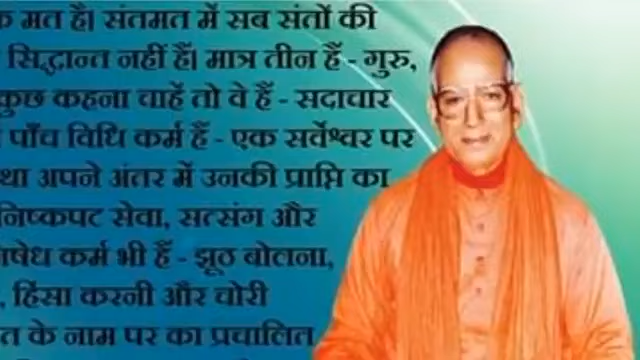 क मत है। संतमत में सब संतों की
सिद्धान्त नहीं हैं। मात्र तीन हैं - गुरु,
कुछ कहना चाहें तो वे हैं - सदाचार
पाँच विधि कर्म हैं - एक सर्वेश्वर पर
था अपने अंतर में उनकी प्राप्ति का
निष्कपट सेवा, सत्संग और
षेध कर्म भी हैं - झूठ बोलना,
, हिंसा करनी और चोरी
त के नाम पर का प्रचालित